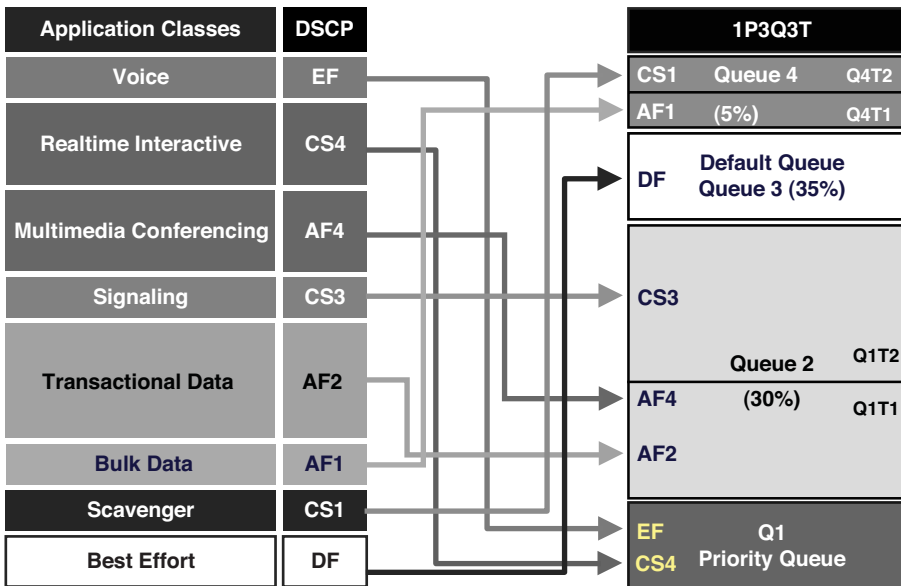 Application Classes DSCP
Voice EF
Realtime Interactive CS4
Multimedia Conferencing AF4
Signaling CS3
Transactional Data AF2
Bulk Data AF1
Scavenger CS1
Best Effort DF
1P3Q3T
CS1 Queue 4 Q4T2
AF1 (5%) Q4T1
Default Queue
DF Queue 3 (35%)
CS3
Queue 2 Q1T2
AF4 (30%) Q1T1
AF2
EF Q1
CS4 Priority Queue